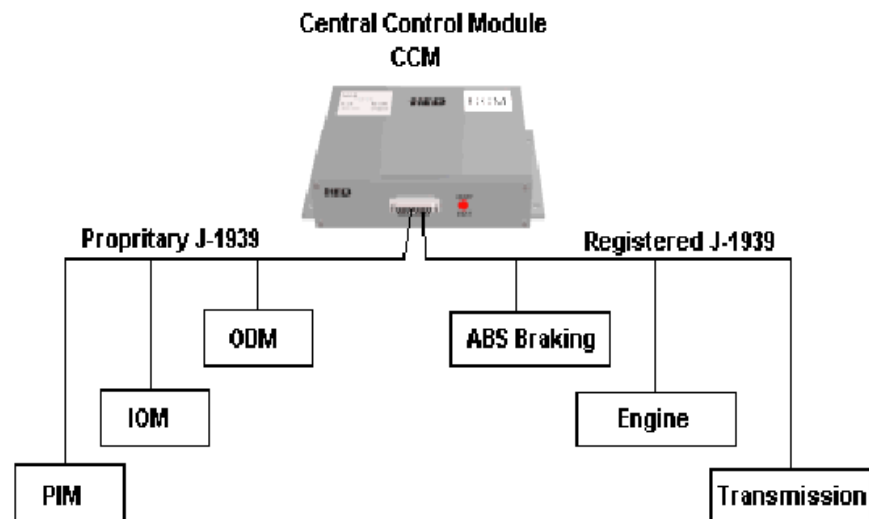 Central Control Module
CCM
Propritary J-1939
Registered J-1939
ODM
ABS Braking
IOM
Engine
PIM
Transmission